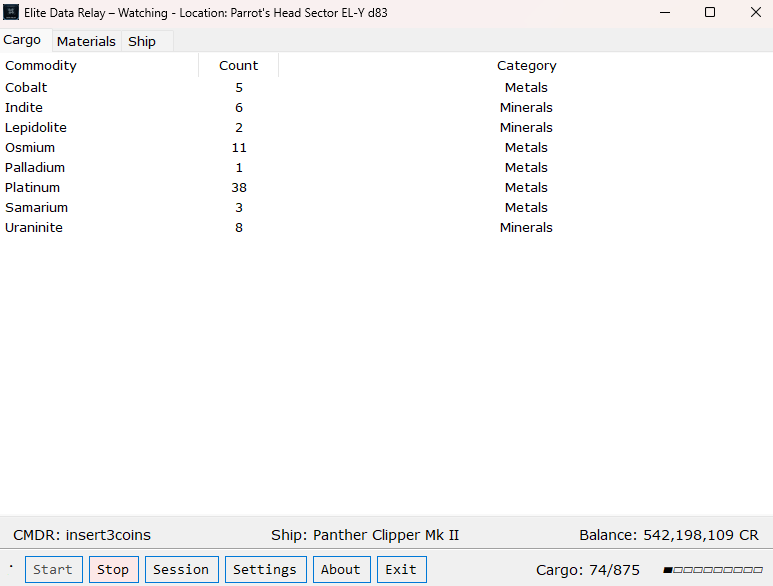 Elite Data Relay – Watching - Location: Parrot's Head Sector EL-Y d83
Cargo Materials Ship
Commodity Count Category
Cobalt 5 Metals
Indite 6 Minerals
Lepidolite 2 Minerals
Osmium 11 Metals
Palladium 1 Metals
Platinum 38 Metals
Samarium 3 Metals
Uraninite 8 Minerals
CMDR: insert3coins Ship: Panther Clipper Mk II Balance: 542,198,109 CR
Start Stop Session Settings About Exit Cargo: 74/875